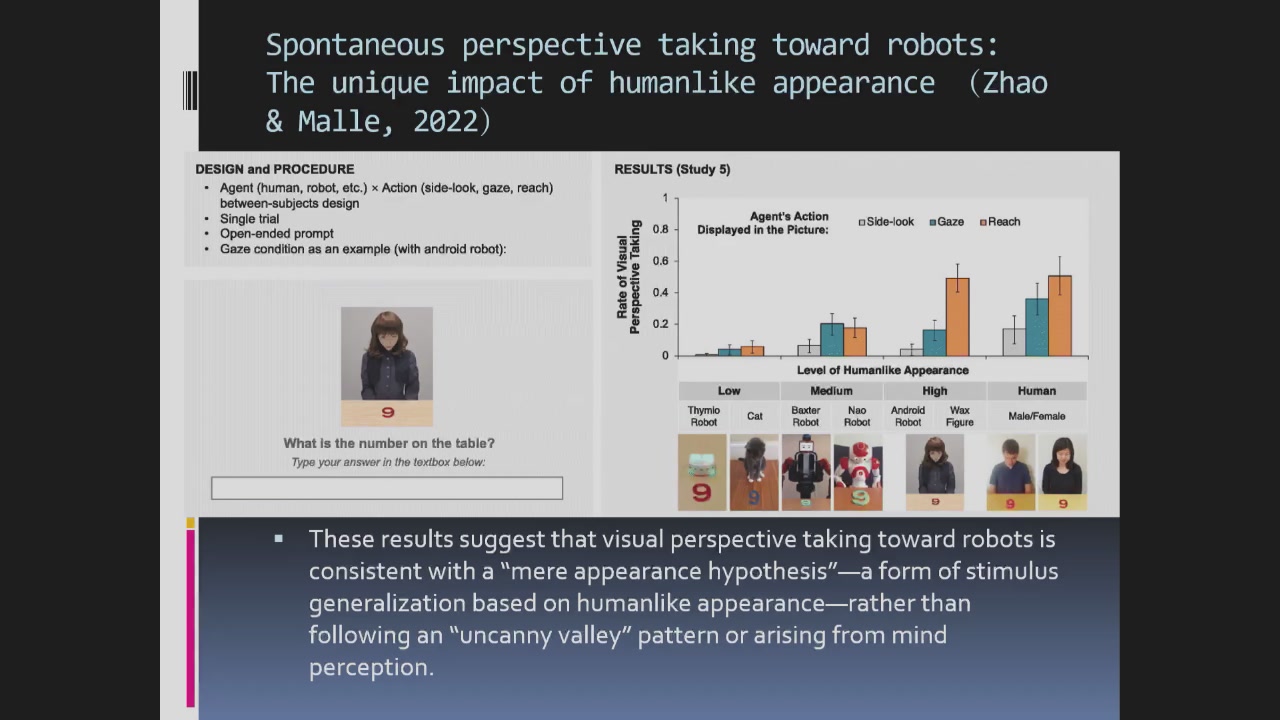 Spontaneous perspective taking toward robots:
The unique impact of humanlike appearance （Zhao
& Malle, 2022）
DESIGN and PROCEDURE
• Agent (human, robot, etc.) × Action (side-look, gaze, reach)
between-subjects design
• Single trial
• Open-ended prompt
• Gaze condition as an example (with android robot):
9
What is the number on the table?
Type your answer in the textbox below:
RESULTS (Study 5)
Rate of Visual
Perspective Taking
1
0.8
0.6
0.4
0.2
0
Agent's Action
Displayed in the Picture:
Side-look Gaze Reach
Level of Humanlike Appearance
Low Medium High Human
Thymio
Robot
Cat
Baxter
Robot
Nao
Robot
Android
Robot
Wax
Figure
Male/Female
9 9 9 9 9 9 9
▪ These results suggest that visual perspective taking toward robots is
consistent with a “mere appearance hypothesis”—a form of stimulus
generalization based on humanlike appearance—rather than
following an “uncanny valley” pattern or arising from mind
perception.